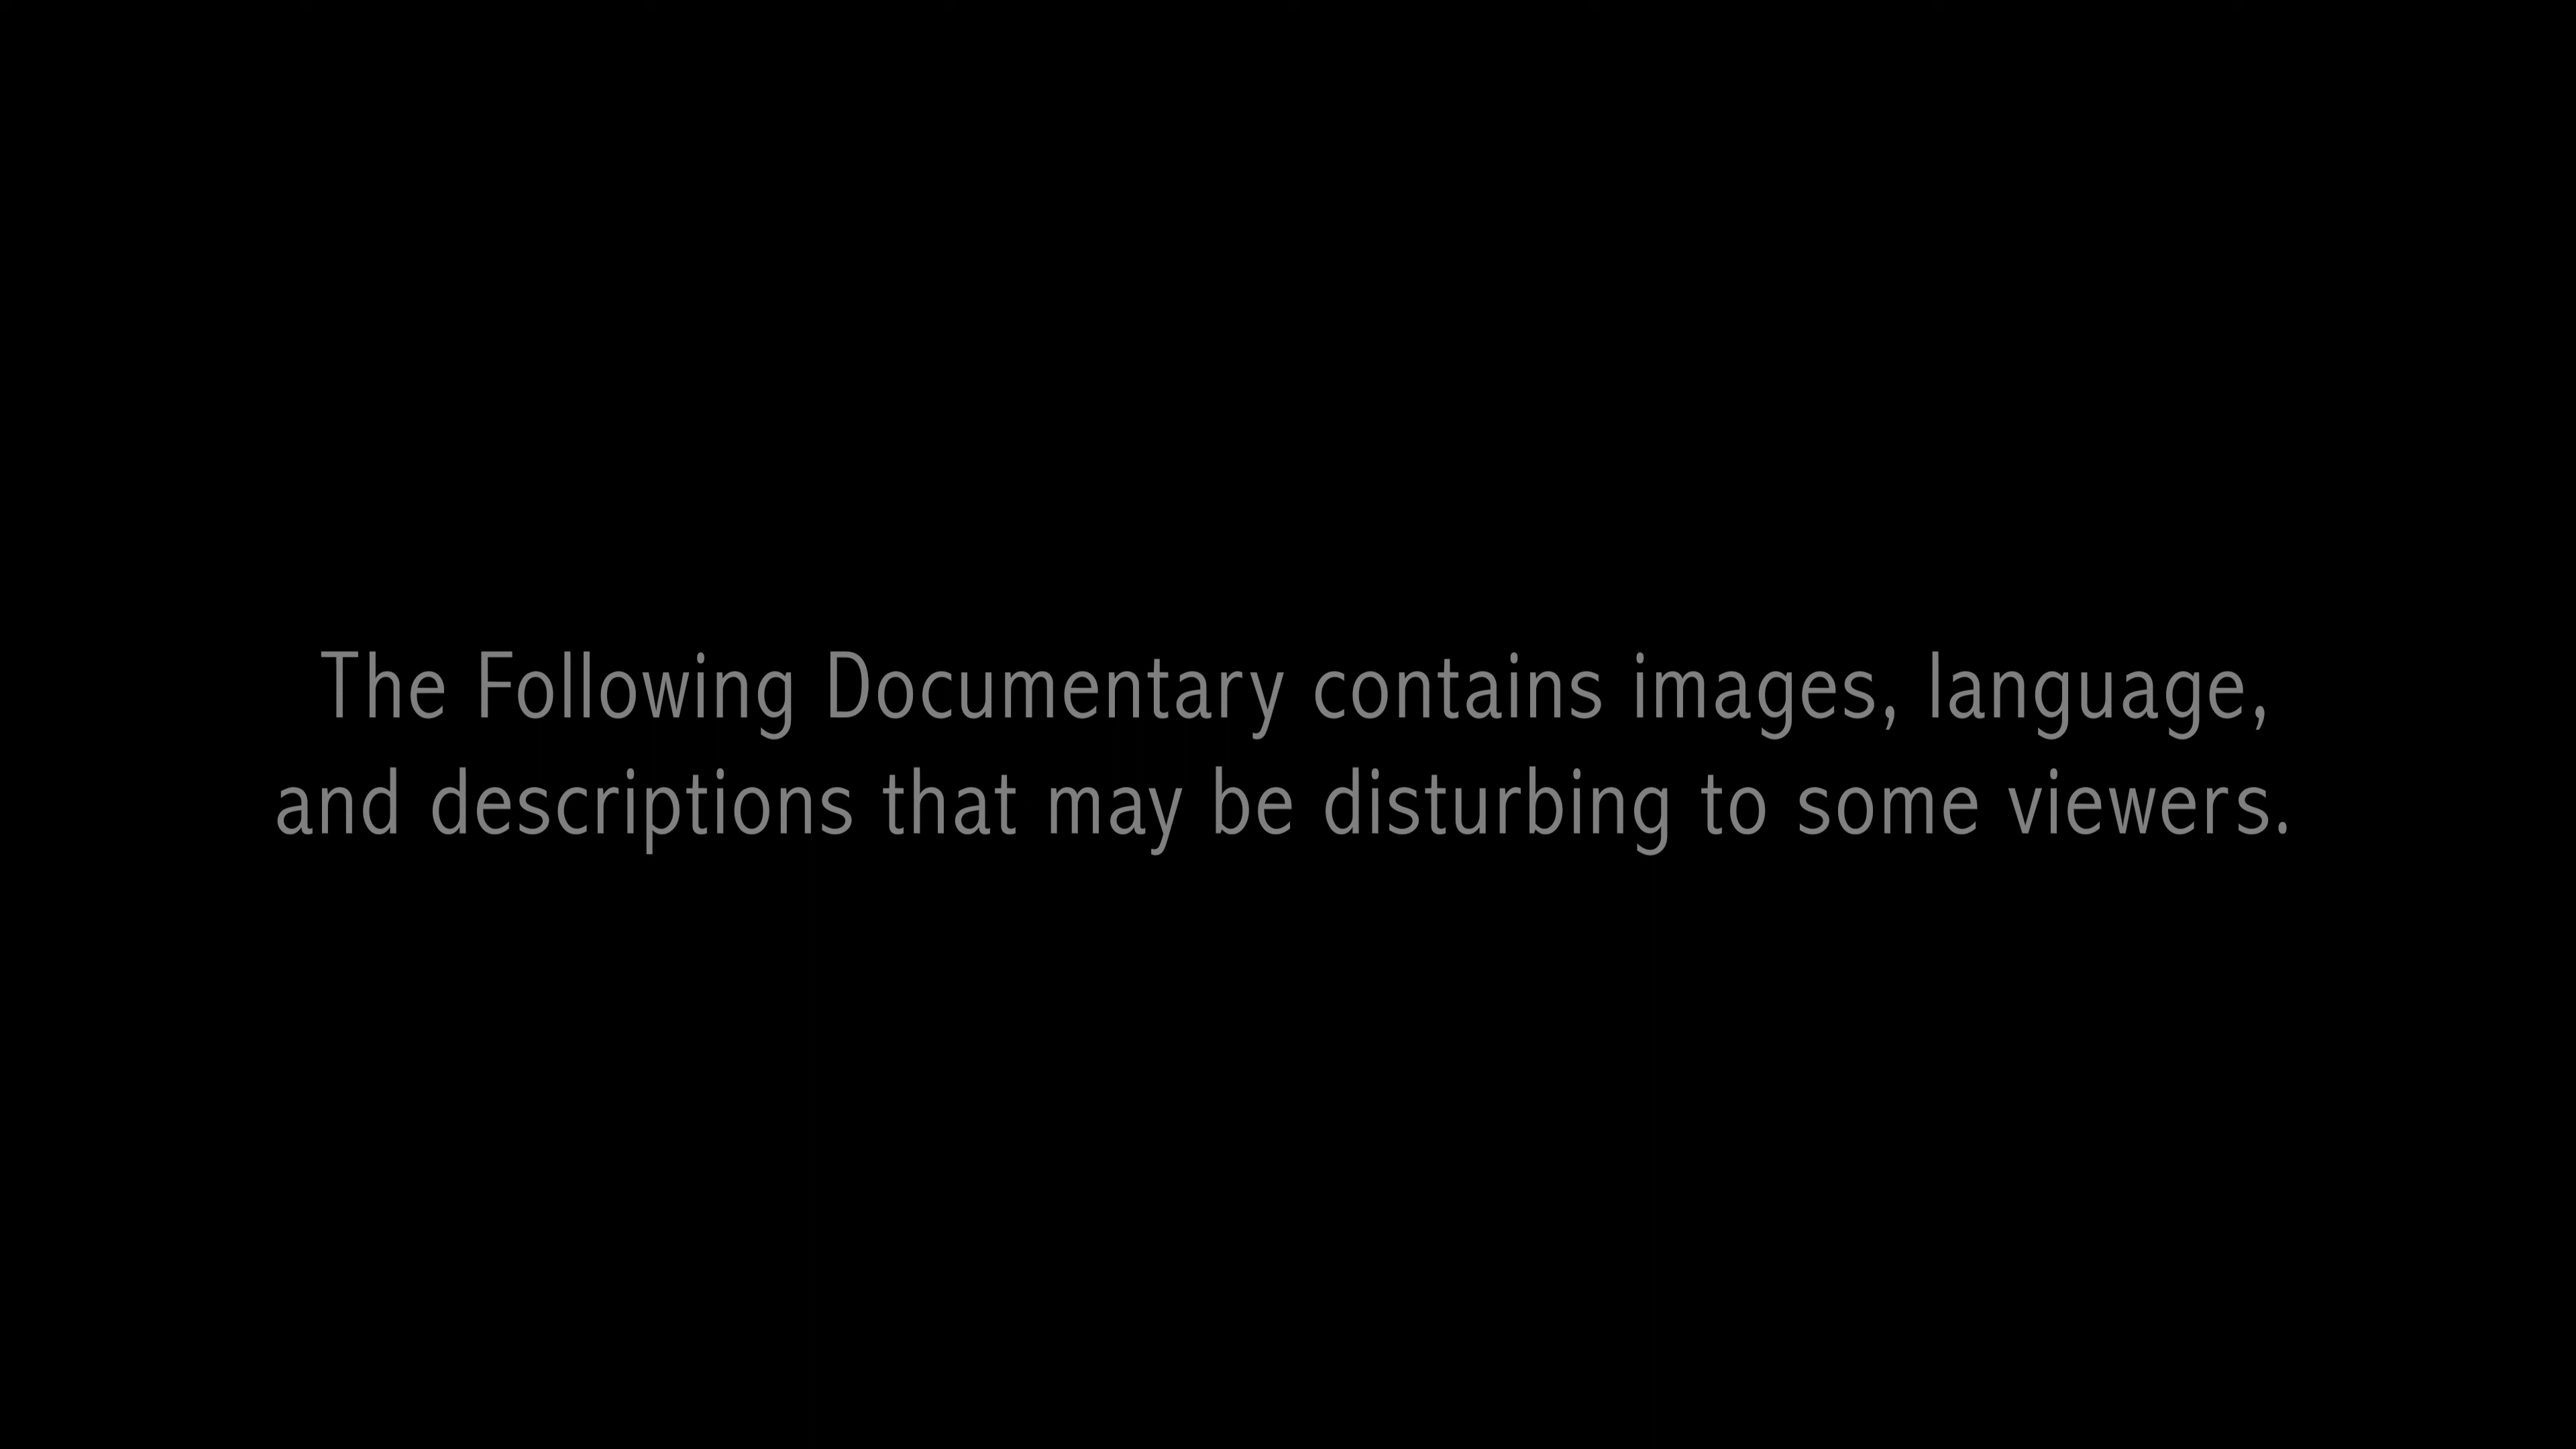 The Following Documentary contains images, language,
and descriptions that may be disturbing to some viewers.